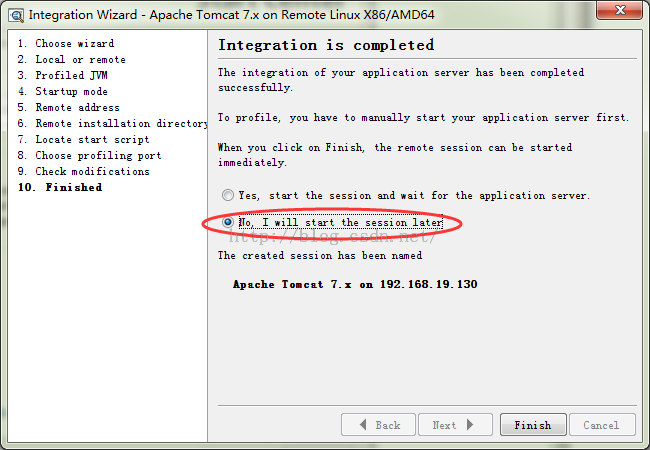 Integration Wizard - Apache Tomcat 7.x on Remote Linux X86/AMD64
1. Choose wizard
2. Local or remote
3. Profiled JVM
4. Startup mode
5. Remote address
6. Remote installation directory
7. Locate start script
8. Choose profiling port
9. Check modifications
10. Finished
Integration is completed
The integration of your application server has been completed
successfully.
To profile, you have to manually start your application server first.
When you click on Finish, the remote session can be started
immediately.
Yes, start the session and wait for the application server.
No, I will start the session later
http://blog.csdn.net/
The created session has been named
Apache Tomcat 7.x on 192.168.19.130
Back
Next
Finish
Cancel